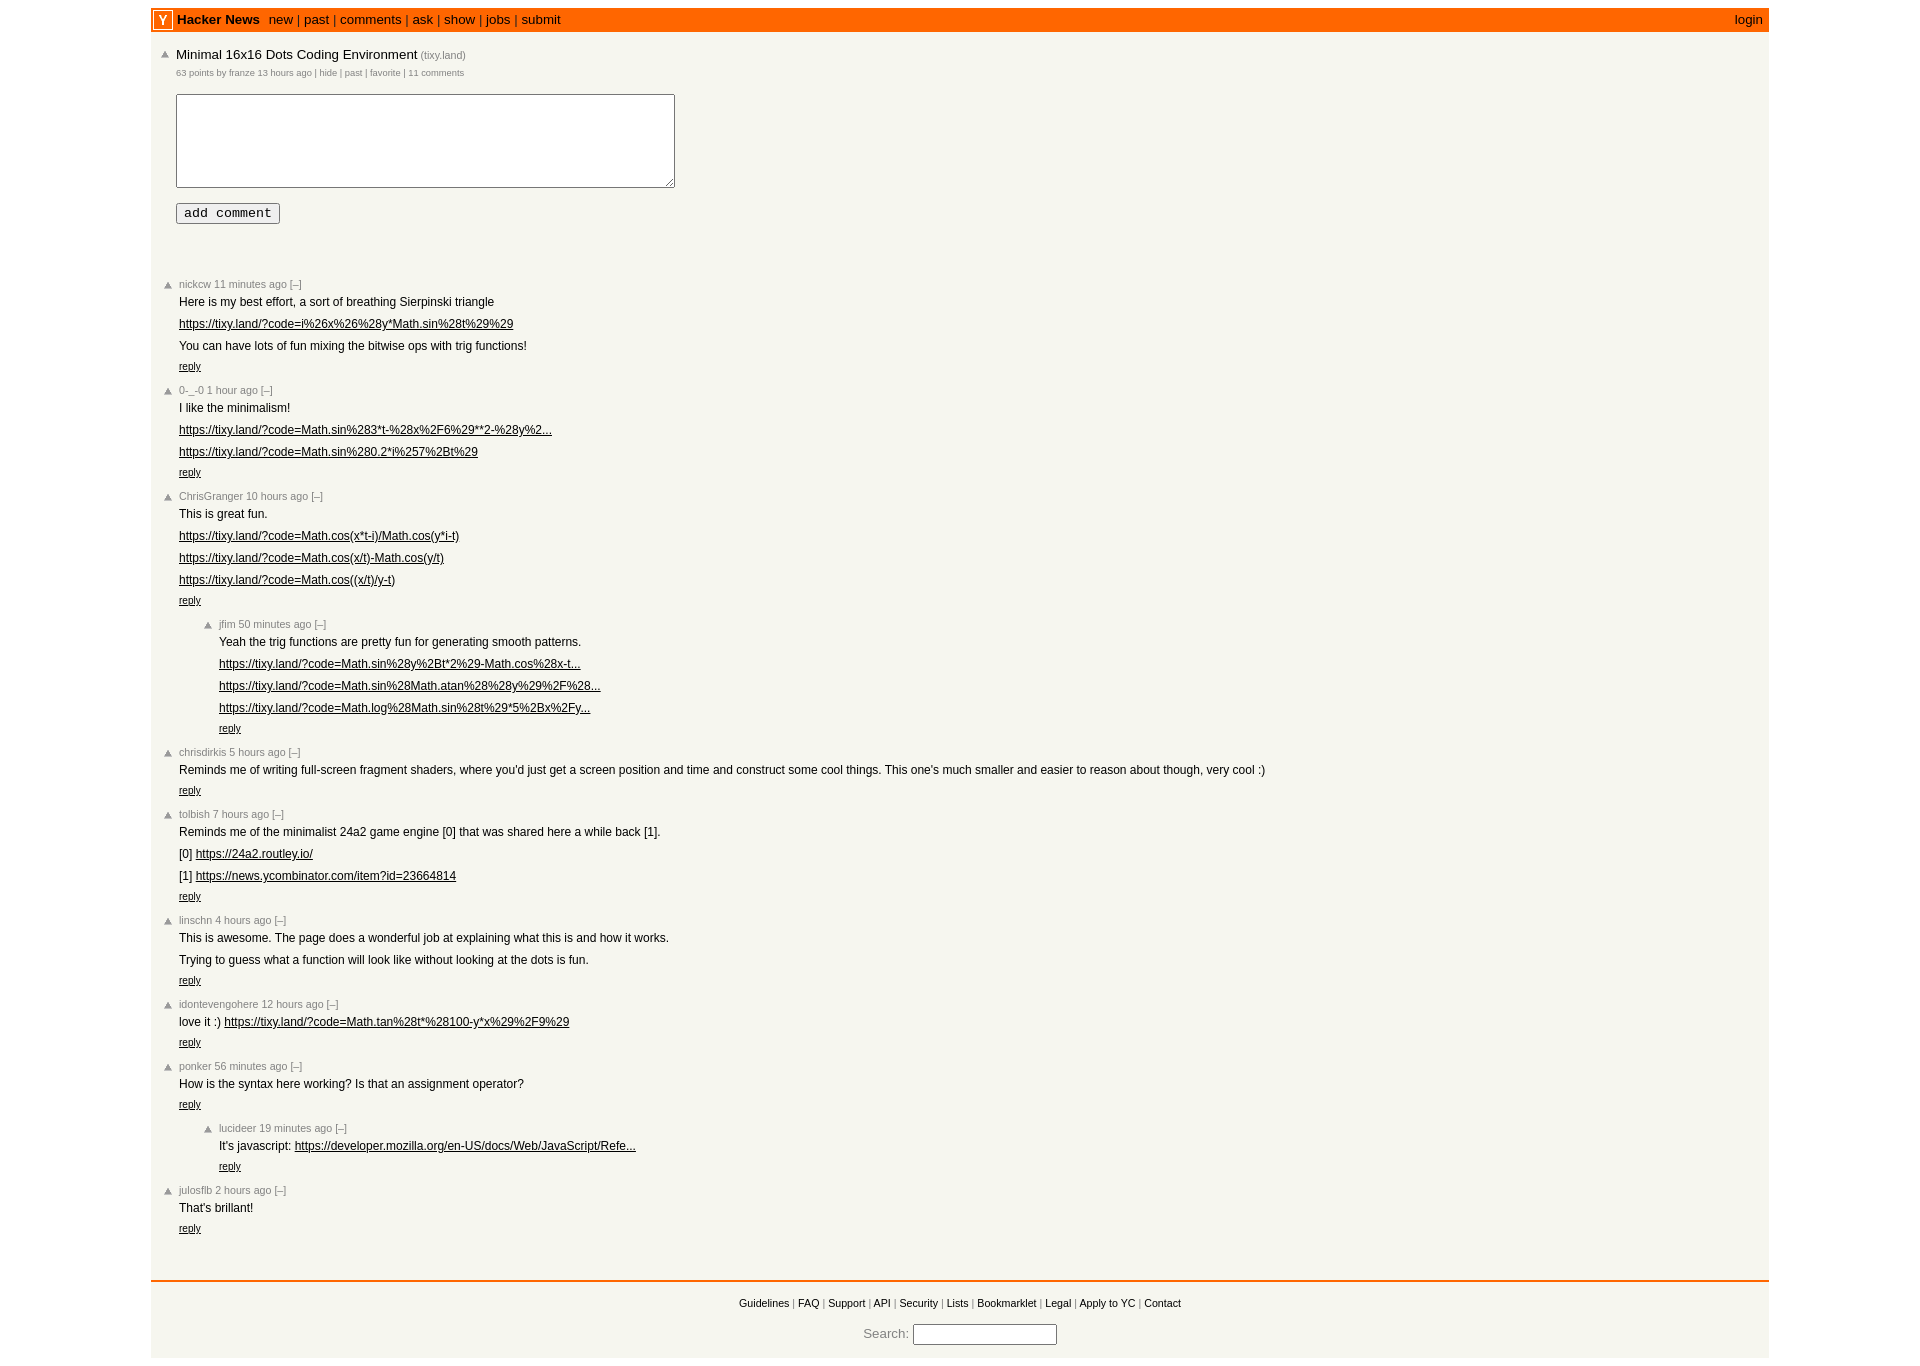 Y Hacker News new | past | comments | ask | show | jobs | submit login
Minimal 16x16 Dots Coding Environment (tixy.land)
63 points by franze 13 hours ago | hide | past | favorite | 11 comments
add comment
nickcw 11 minutes ago [–]
Here is my best effort, a sort of breathing Sierpinski triangle
https://tixy.land/?code=i%26x%26%28y*Math.sin%28t%29%29
You can have lots of fun mixing the bitwise ops with trig functions!
reply
0-_-0 1 hour ago [–]
I like the minimalism!
https://tixy.land/?code=Math.sin%283*t-%28x%2F6%29**2-%28y%2...
https://tixy.land/?code=Math.sin%280.2*i%257%2Bt%29
reply
ChrisGranger 10 hours ago [–]
This is great fun.
https://tixy.land/?code=Math.cos(x*t-i)/Math.cos(y*i-t)
https://tixy.land/?code=Math.cos(x/t)-Math.cos(y/t)
https://tixy.land/?code=Math.cos((x/t)/y-t)
reply
jfim 50 minutes ago [–]
Yeah the trig functions are pretty fun for generating smooth patterns.
https://tixy.land/?code=Math.sin%28y%2Bt*2%29-Math.cos%28x-t...
https://tixy.land/?code=Math.sin%28Math.atan%28%28y%29%2F%28...
https://tixy.land/?code=Math.log%28Math.sin%28t%29*5%2Bx%2Fy...
reply
chrisdirkis 5 hours ago [–]
Reminds me of writing full-screen fragment shaders, where you'd just get a screen position and time and construct some cool things. This one's much smaller and easier to reason about though, very cool :)
reply
tolbish 7 hours ago [–]
Reminds me of the minimalist 24a2 game engine [0] that was shared here a while back [1].
[0] https://24a2.routley.io/
[1] https://news.ycombinator.com/item?id=23664814
reply
linschn 4 hours ago [–]
This is awesome. The page does a wonderful job at explaining what this is and how it works.
Trying to guess what a function will look like without looking at the dots is fun.
reply
idontevengohere 12 hours ago [–]
love it :) https://tixy.land/?code=Math.tan%28t*%28100-y*x%29%2F9%29
reply
ponker 56 minutes ago [–]
How is the syntax here working? Is that an assignment operator?
reply
lucideer 19 minutes ago [–]
It's javascript: https://developer.mozilla.org/en-US/docs/Web/JavaScript/Refe...
reply
julosflb 2 hours ago [–]
That's brillant!
reply
Guidelines | FAQ | Support | API | Security | Lists | Bookmarklet | Legal | Apply to YC | Contact
Search: